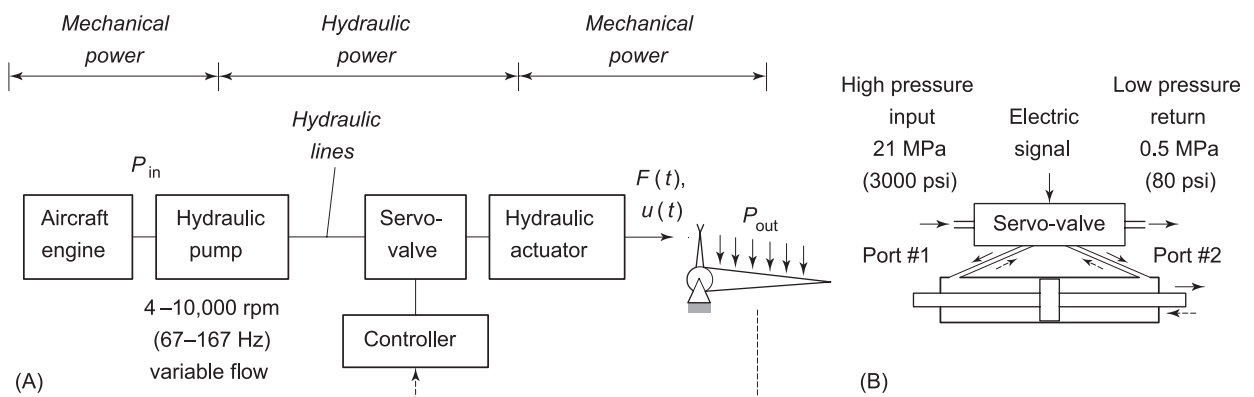 Mechanical
power
Hydraulic
power
Mechanical
power
Hydraulic
lines
P in
F(t),
u(t)
P out
Aircraft
engine
Hydraulic
pump
Servo-
valve
Hydraulic
actuator
4–10,000 rpm
(67–167 Hz)
variable flow
Controller
(A)
High pressure
input
21 MPa
(3000 psi)
Electric
signal
Low pressure
return
0.5 MPa
(80 psi)
Servo-valve
Port #1
Port #2
(B)